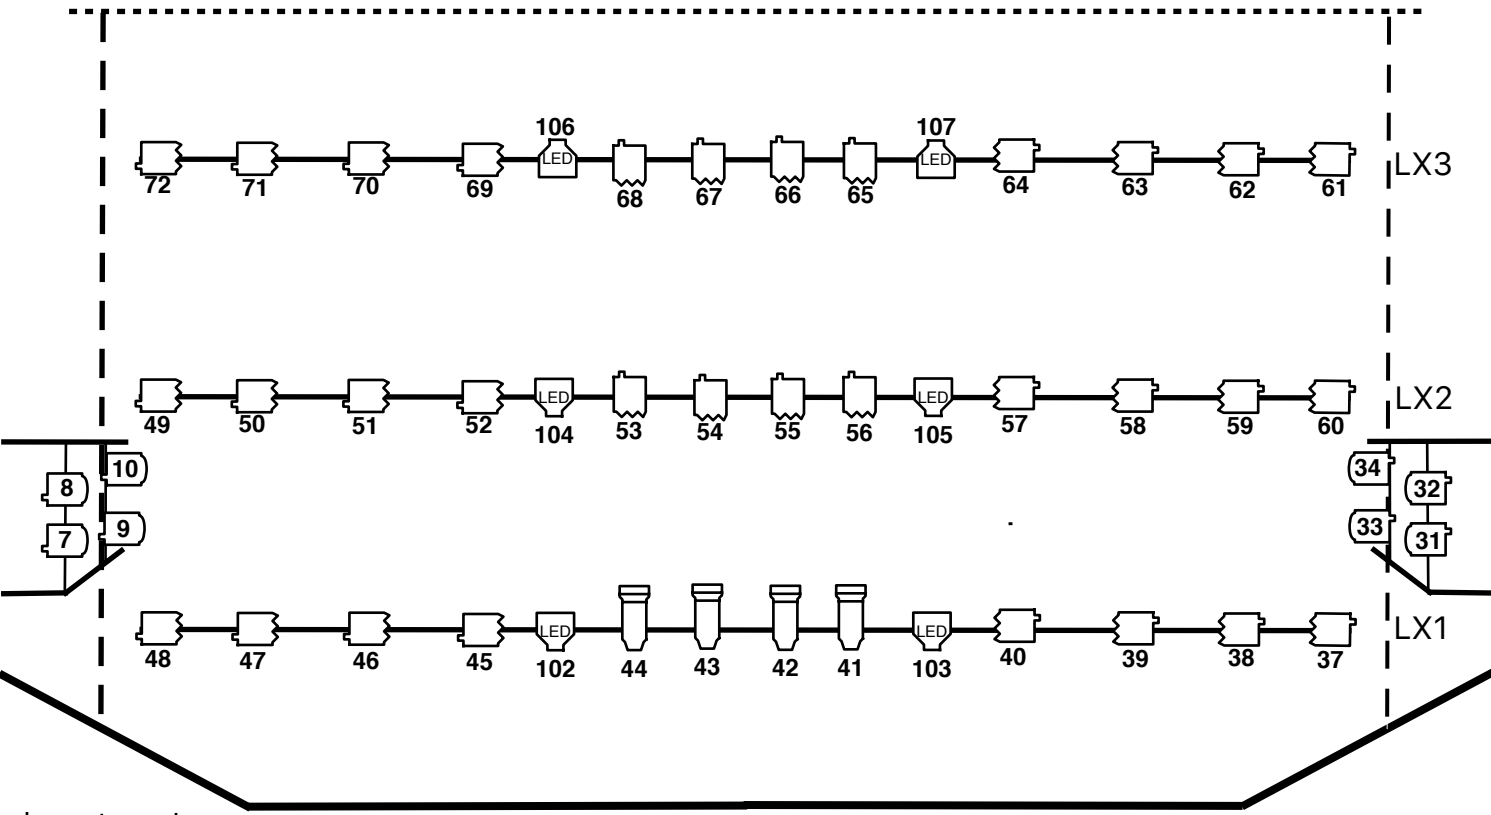 106 107
LED LED
72 71 70 69 68 67 66 65 64 63 62 61 LX3
LED LED
49 50 51 52 104 53 54 55 56 105 57 58 59 60 LX2
10 34
8 32
9 33
7 31
LED LED
48 47 46 45 102 44 43 42 41 103 40 39 38 37 LX1